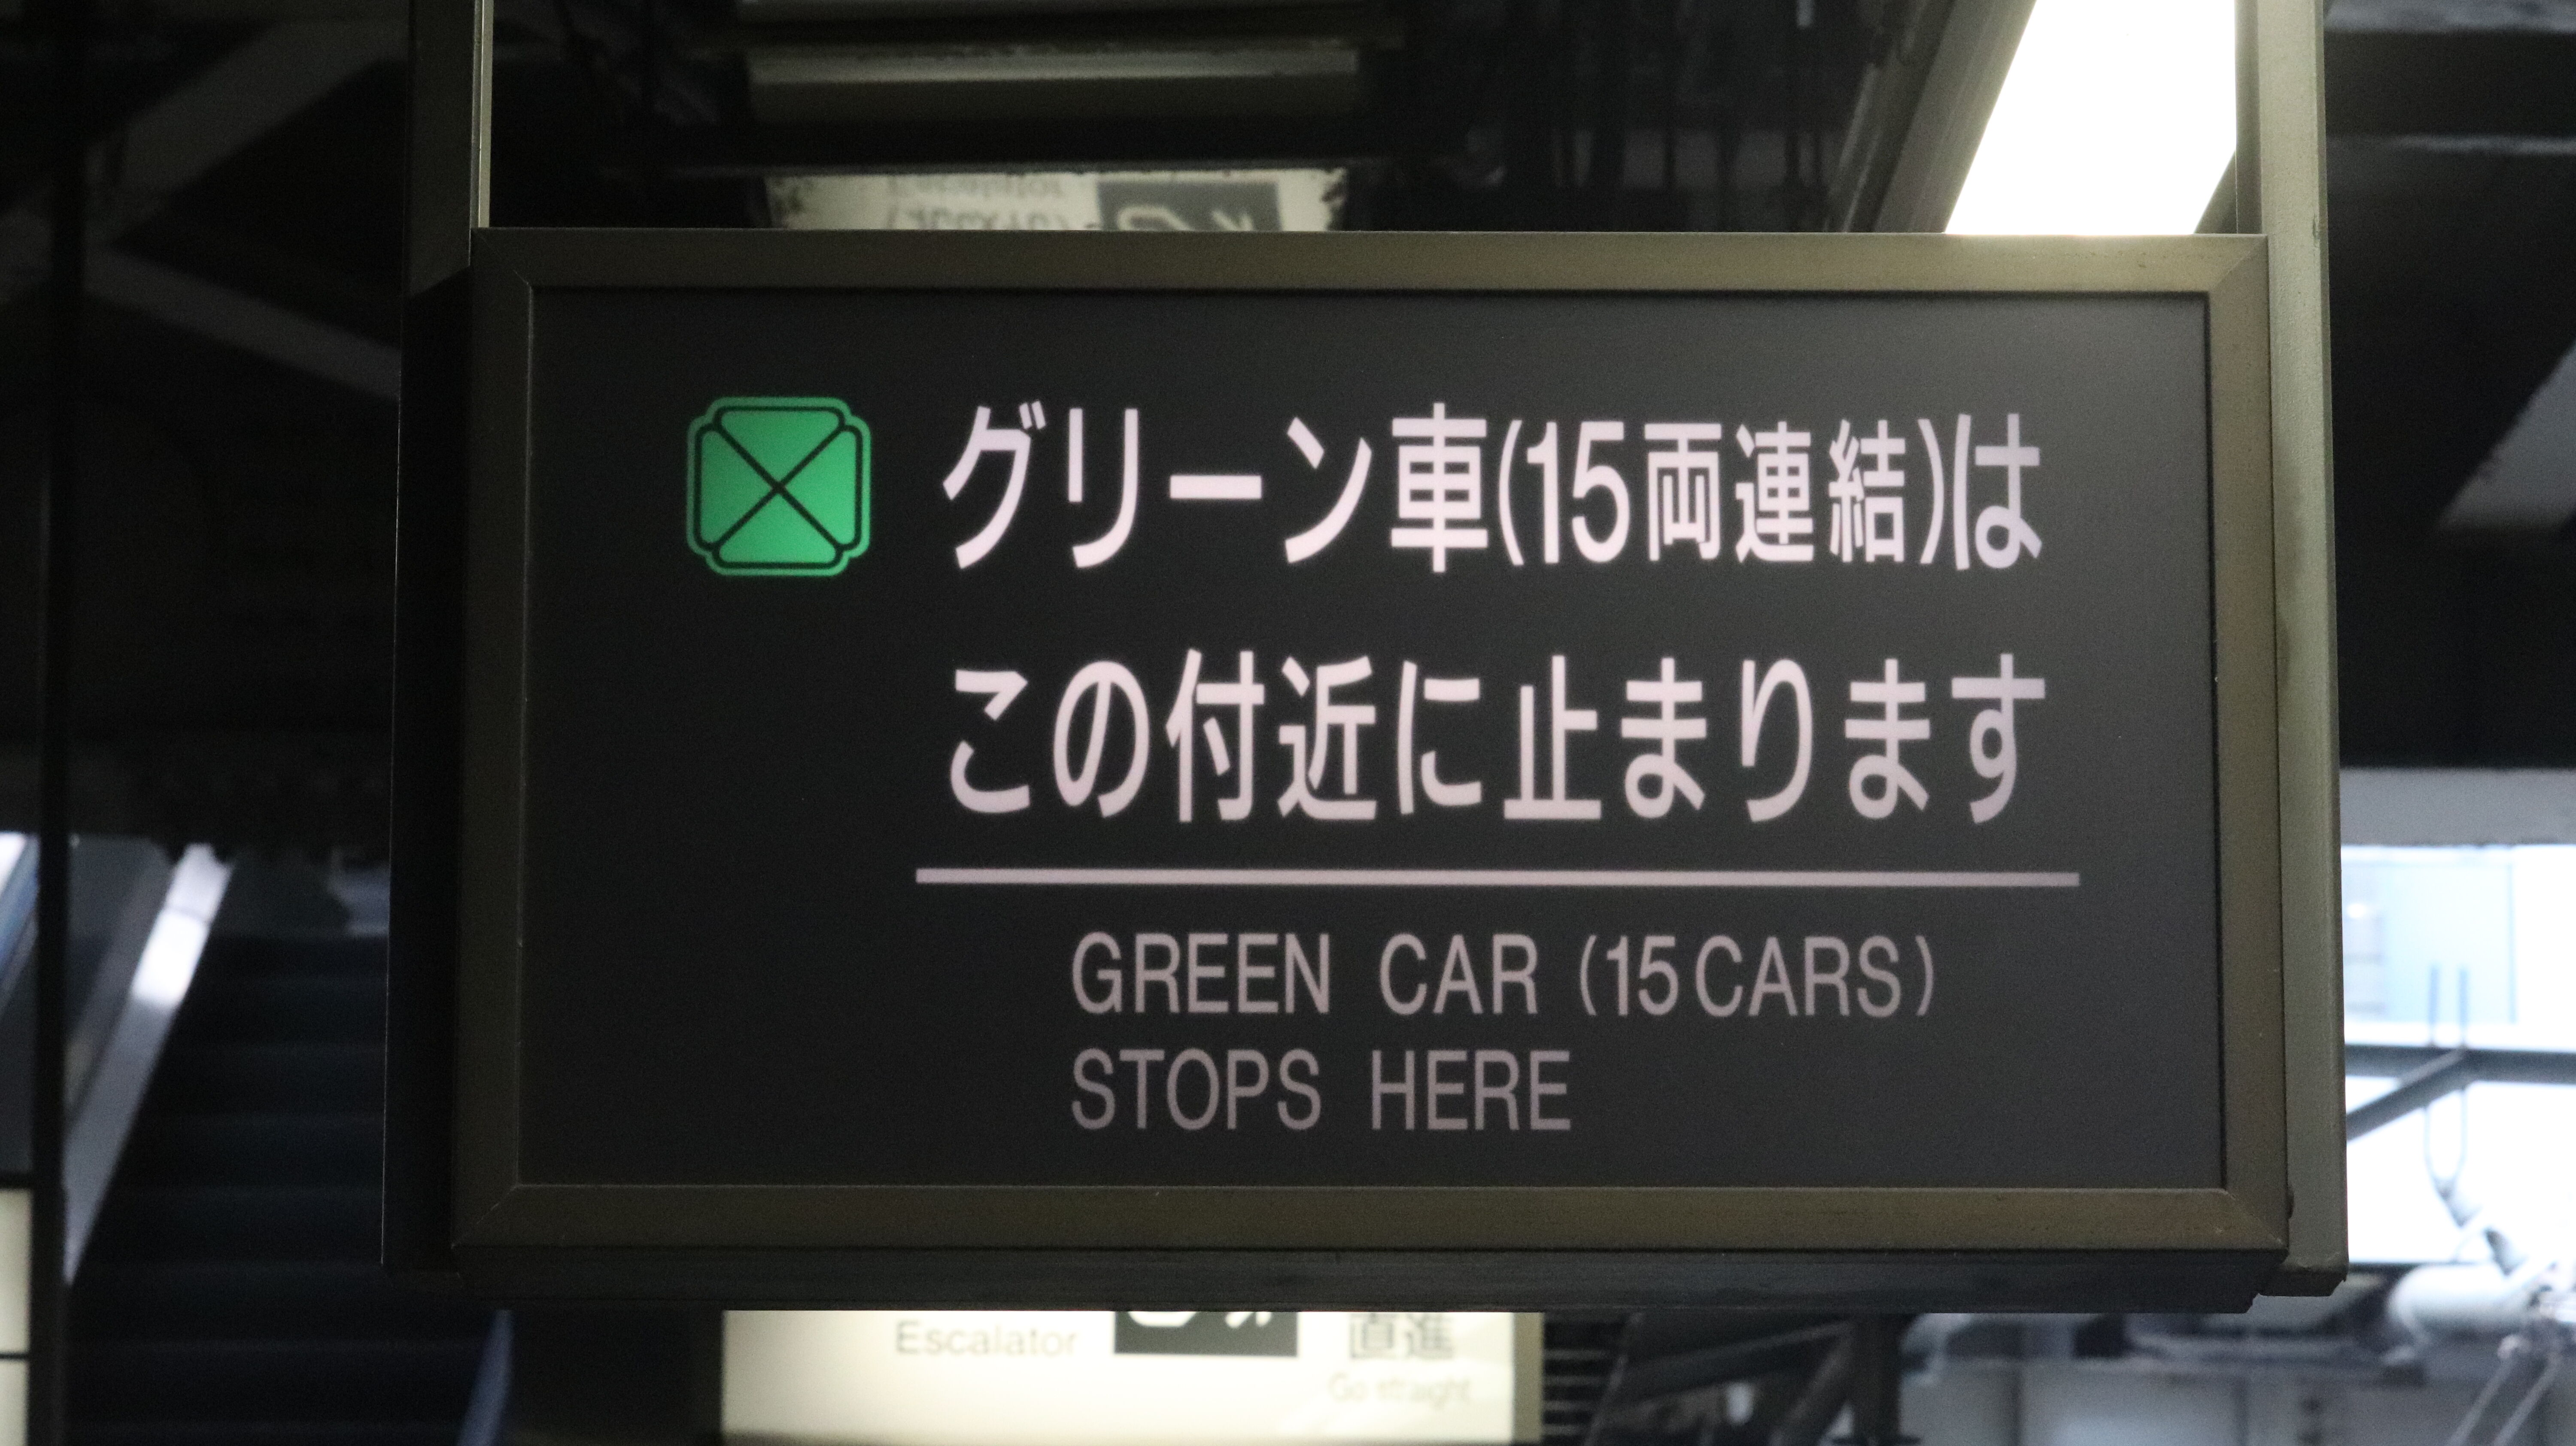 グリーン車(15両連結)は
この付近に止まります
GREEN CAR (15CARS)
STOPS HERE
Escalator
直進
Go straight